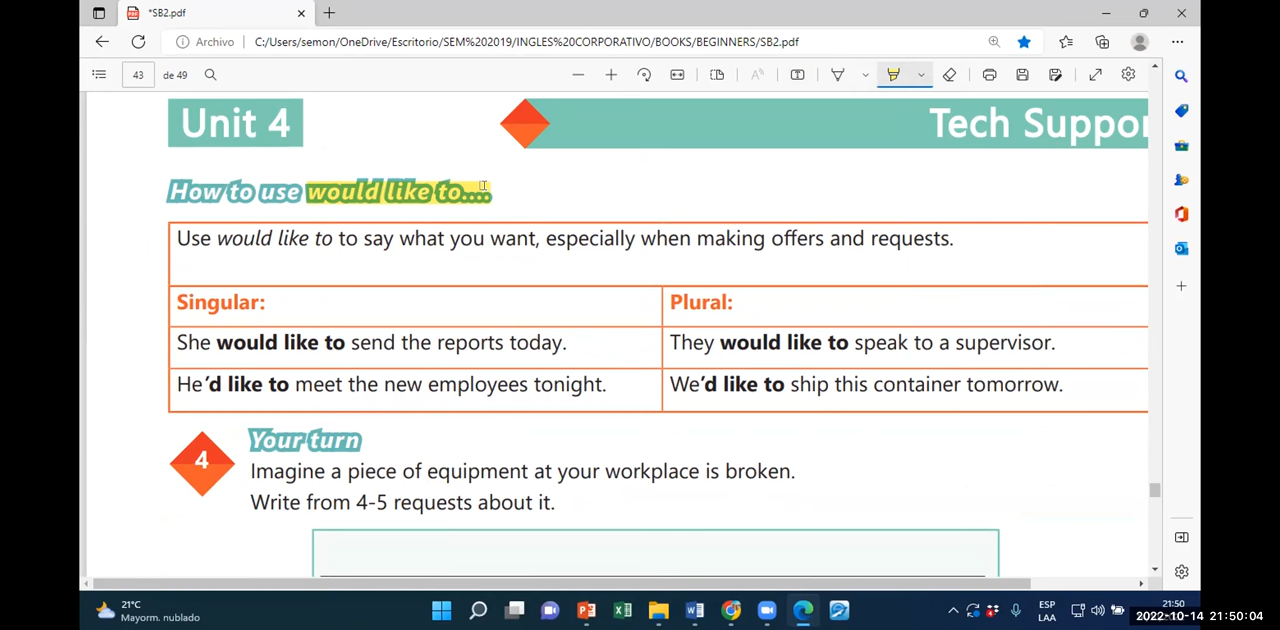 *SB2.pdf
Archivo
C:/Users/semon/OneDrive/Escritorio/SEM%202019/INGLES%20CORPORATIVO/BOOKS/BEGINNERS/SB2.pdf
43 de 49
Unit 4
Tech Suppor
How to use would like to....
Use would like to to say what you want, especially when making offers and requests.
Singular: Plural:
She would like to send the reports today. They would like to speak to a supervisor.
He'd like to meet the new employees tonight. We'd like to ship this container tomorrow.
4
Your turn
Imagine a piece of equipment at your workplace is broken.
Write from 4-5 requests about it.
21°C
Mayorm. nublado
ESP
LAA
21:50
2022-10-14 21:50:04